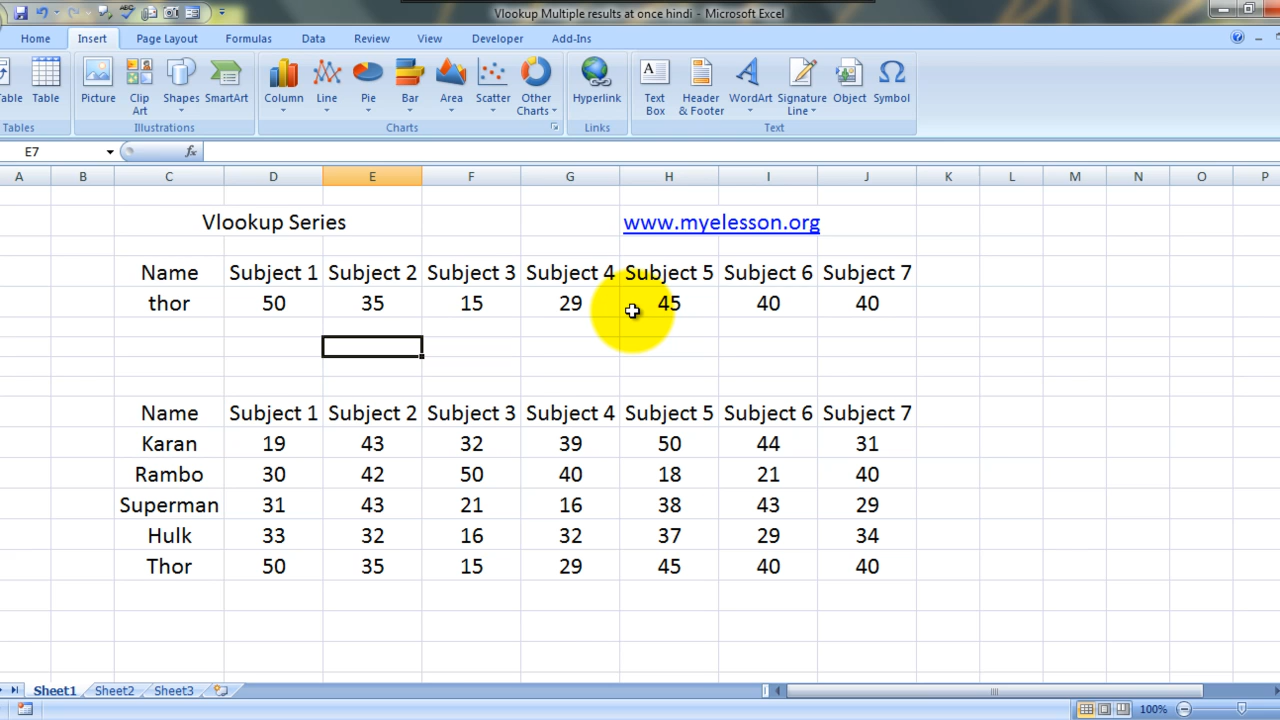 Vlookup Multiple results at once hindi - Microsoft Excel
Home Insert Page Layout Formulas Data Review View Developer Add-Ins
Table Table Picture Clip Art Shapes SmartArt Column Line Pie Bar Area Scatter Other Charts Hyperlink Text Box Header & Footer WordArt Signature Line Object Symbol
Tables Illustrations Charts Links Text
E7 fx
A B C D E F G H I J K L M N O P
Vlookup Series www.myelesson.org
Name Subject 1 Subject 2 Subject 3 Subject 4 Subject 5 Subject 6 Subject 7
thor 50 35 15 29 45 40 40
Name Subject 1 Subject 2 Subject 3 Subject 4 Subject 5 Subject 6 Subject 7
Karan 19 43 32 39 50 44 31
Rambo 30 42 50 40 18 21 40
Superman 31 43 21 16 38 43 29
Hulk 33 32 16 32 37 29 34
Thor 50 35 15 29 45 40 40
Sheet1 Sheet2 Sheet3
100%